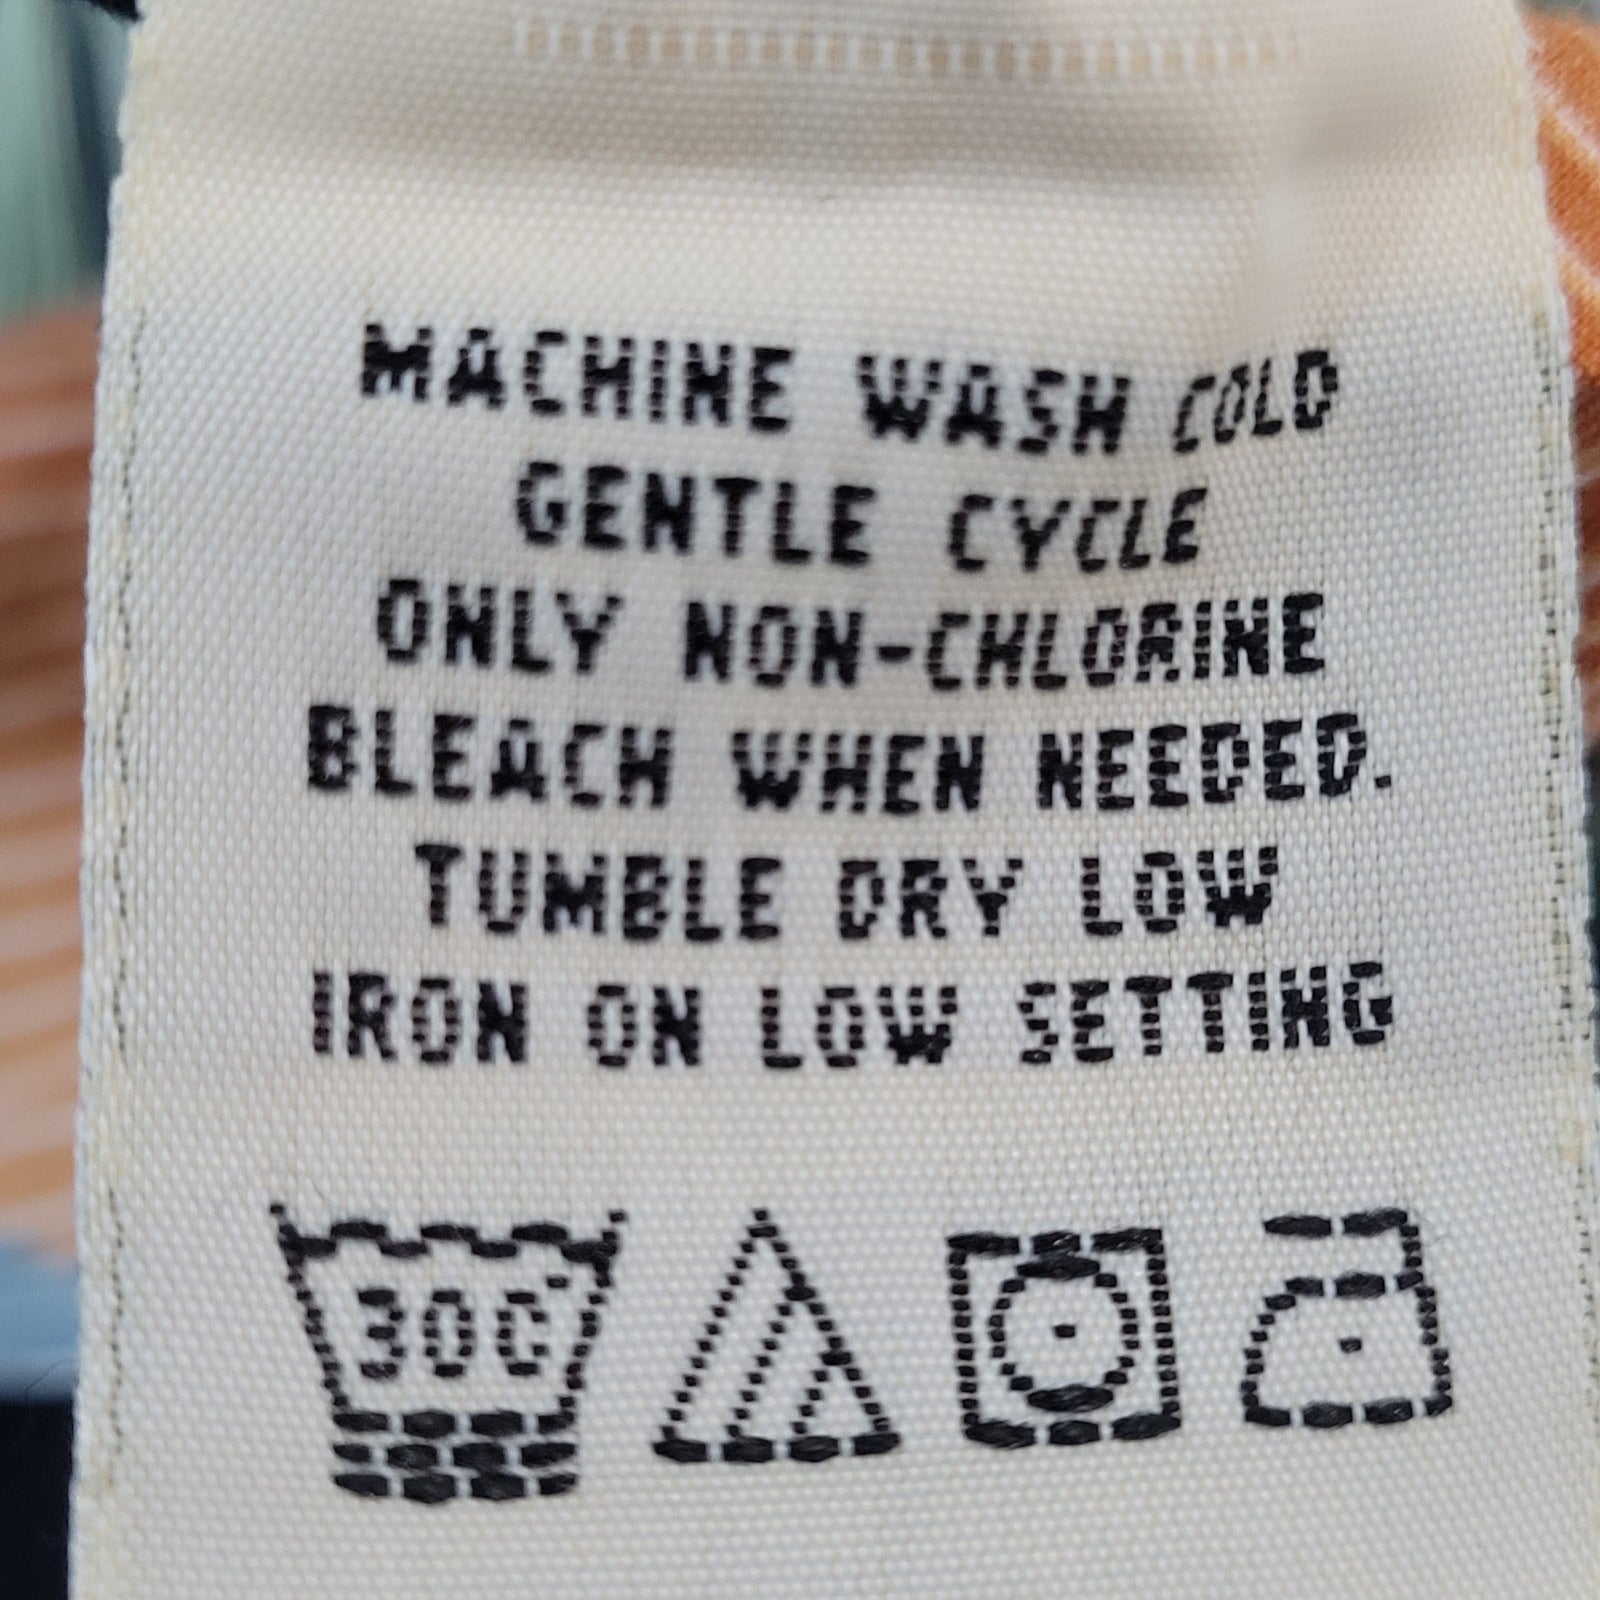 MACHINE WASH COLD
GENTLE CYCLE
ONLY NON-CHLORINE
BLEACH WHEN NEEDED.
TUMBLE DRY LOW
IRON ON LOW SETTING
30C°